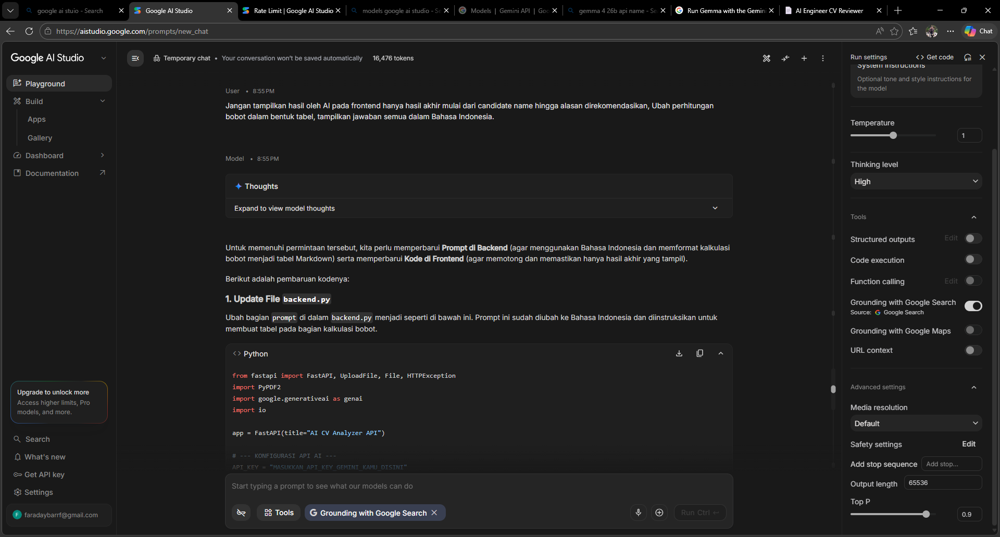 google ai stuio - Search
Google AI Studio
Rate Limit | Google AI Studio
models google ai studio - Se
Models | Gemini API | Goo
gemma 4 26b api name - Se
Run Gemma with the Gemini
AI Engineer CV Reviewer
https://aistudio.google.com/prompts/new_chat
Chat
Google AI Studio
Playground
Build
Apps
Gallery
Dashboard
Documentation
Upgrade to unlock more
Access higher limits, Pro
models, and more.
Search
What's new
Get API key
Settings
F
faradaybarrf@gmail.com
Temporary chat • Your conversation won't be saved automatically 16,476 tokens
User • 8:55 PM
Jangan tampilkan hasil oleh AI pada frontend hanya hasil akhir mulai dari candidate name hingga alasan direkomendasikan, Ubah perhitungan
bobot dalam bentuk tabel, tampilkan jawaban semua dalam Bahasa Indonesia.
Model • 8:55 PM
Thoughts
Expand to view model thoughts
Untuk memenuhi permintaan tersebut, kita perlu memperbarui Prompt di Backend (agar menggunakan Bahasa Indonesia dan memformat kalkulasi
bobot menjadi tabel Markdown) serta memperbarui Kode di Frontend (agar memotong dan memastikan hanya hasil akhir yang tampil).
Berikut adalah pembaruan kodenya:
1. Update File backend.py
Ubah bagian prompt di dalam backend.py menjadi seperti di bawah ini. Prompt ini sudah diubah ke Bahasa Indonesia dan diinstruksikan untuk
membuat tabel pada bagian kalkulasi bobot.
<> Python
from fastapi import FastAPI, UploadFile, File, HTTPException
import PyPDF2
import google.generativeai as genai
import io
app = FastAPI(title="AI CV Analyzer API")
# --- KONFIGURASI API AI ---
API_KEY = "MASUKKAN_API_KEY_GEMINI_KAMU_DISINI"
Start typing a prompt to see what our models can do
Tools
Grounding with Google Search
Run Ctrl ↵
Run settings
<> Get code
System instructions
Optional tone and style instructions for
the model
Temperature
1
Thinking level
High
Tools
Structured outputs
Edit
Code execution
Function calling
Edit
Grounding with Google Search
Source: Google Search
Grounding with Google Maps
URL context
Advanced settings
Media resolution
Default
Safety settings
Edit
Add stop sequence
Add stop...
Output length
65536
Top P
0.9